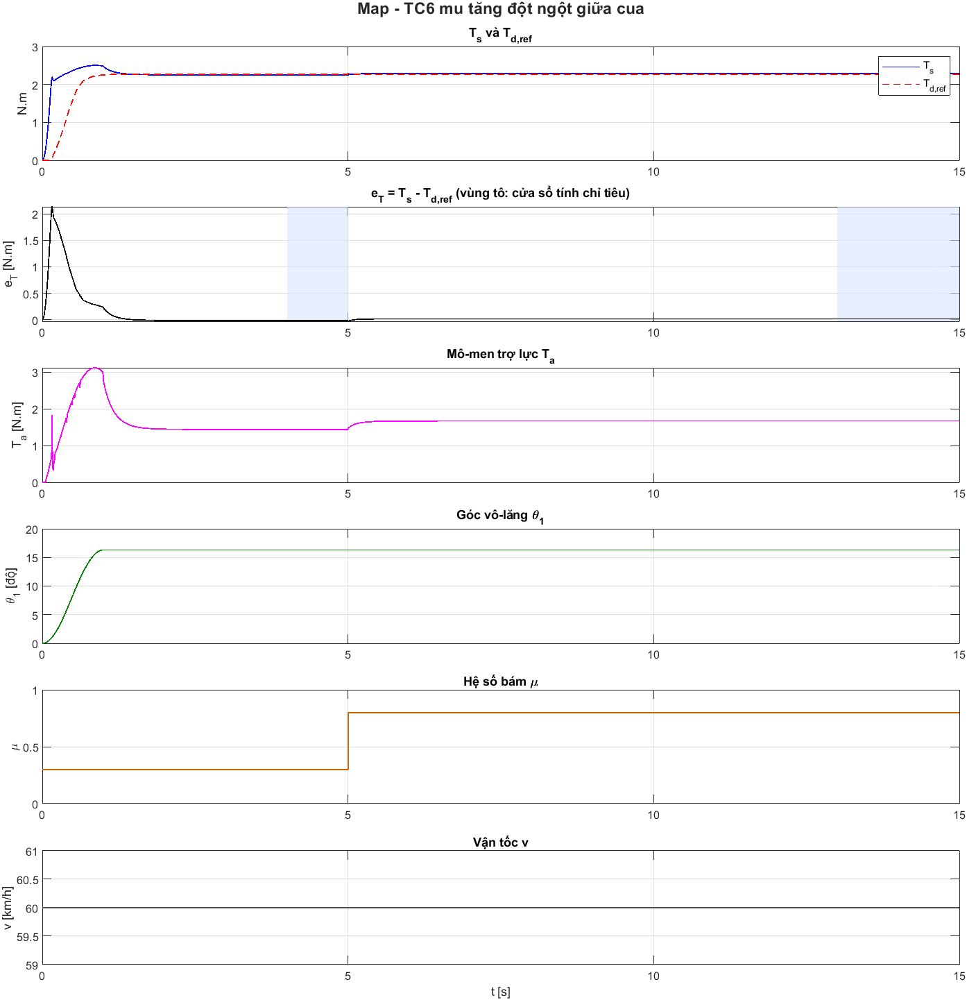 Map - TC6 mu tăng đột ngột giữa cua
T_s và T_d,ref
3
2
1
0
N.m
T_s
T_d,ref
0 5 10 15
e_T = T_s - T_d,ref (vùng tô: cửa sổ tính chỉ tiêu)
2
1.5
1
0.5
0
e_T [N.m]
0 5 10 15
Mô-men trợ lực T_a
3
2
1
0
T_a [N.m]
0 5 10 15
Góc vô-lăng θ_1
20
15
10
5
0
θ_1 [độ]
0 5 10 15
Hệ số bám μ
1
0.5
0
μ
0 5 10 15
Vận tốc v
61
60.5
60
59.5
59
v [km/h]
0 5 10 15
t [s]